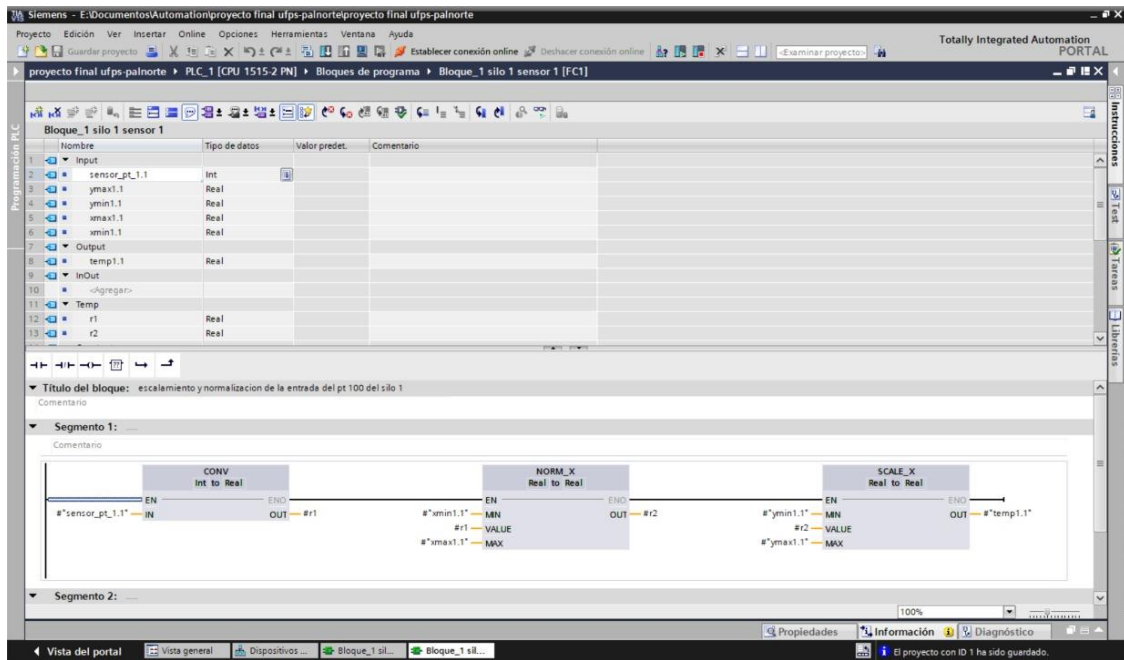 Siemens - E:\Documentos\Automation\proyecto final ufps-palnorte\proyecto final ufps-palnorte
Proyecto Edición Ver Insertar Online Opciones Herramientas Ventana Ayuda
Totally Integrated Automation
PORTAL
Guardar proyecto Establecer conexión online Deshacer conexión online <Examinar proyecto>
proyecto final ufps-palnorte PLC_1 [CPU 1515-2 PN] Bloques de programa Bloque_1 silo 1 sensor 1 [FC1]
Programación PLC
Bloque_1 silo 1 sensor 1
Nombre Tipo de datos Valor predet. Comentario
1 Input
2 sensor_pt_1.1 Int
3 ymax1.1 Real
4 ymin1.1 Real
5 xmax1.1 Real
6 xmin1.1 Real
7 Output
8 temp1.1 Real
9 InOut
10 <Agregar>
11 Temp
12 r1 Real
13 r2 Real
Título del bloque: escalamiento y normalizacion de la entrada del pt 100 del silo 1
Comentario
Segmento 1: .....
Comentario
CONV
Int to Real
EN ENO
#"sensor_pt_1.1" IN OUT #r1
NORM_X
Real to Real
EN ENO
#"xmin1.1" MIN OUT #r2
#r1 VALUE
#"xmax1.1" MAX
SCALE_X
Real to Real
EN ENO
#"ymin1.1" MIN OUT #"temp1.1"
#r2 VALUE
#"ymax1.1" MAX
Segmento 2: .....
100%
Propiedades Información Diagnóstico
Vista del portal Vista general Dispositivos ... Bloque_1 sil... Bloque_1 sil... El proyecto con ID 1 ha sido guardado.
Instrucciones
Test
Tareas
Librerías